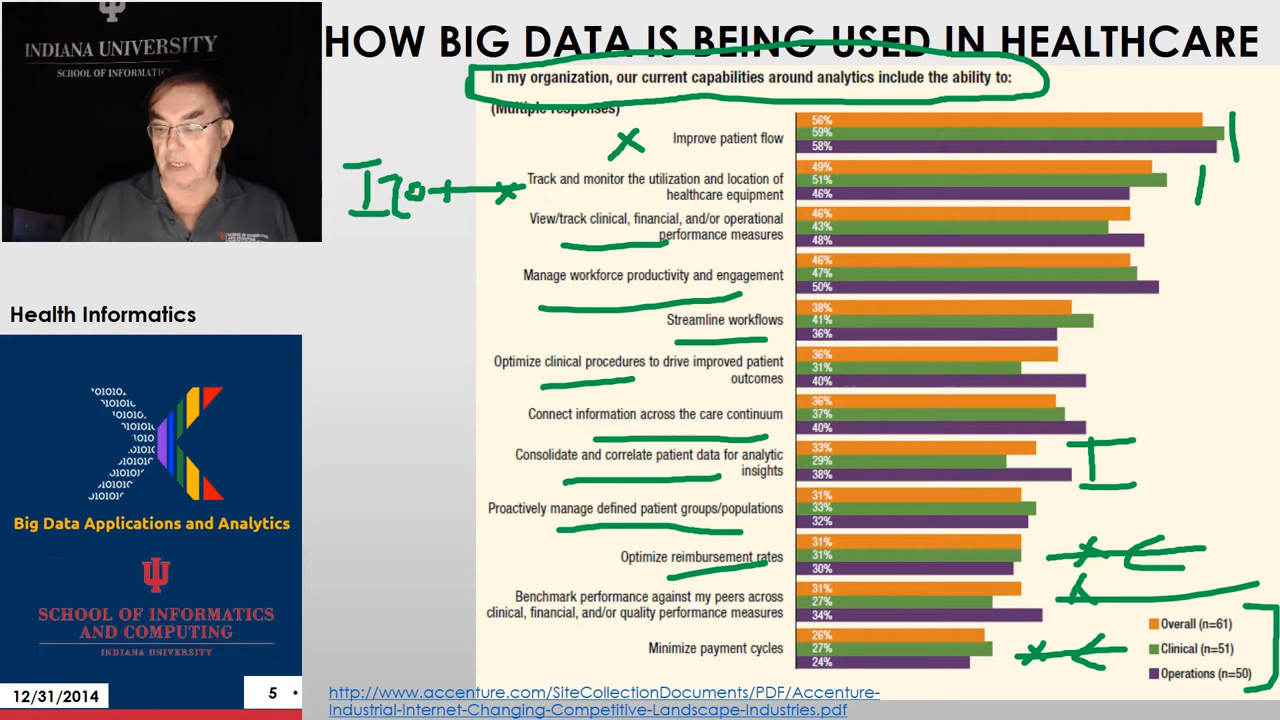 HOW BIG DATA IS BEING USED IN HEALTHCARE
INDIANA UNIVERSITY
SCHOOL OF INFORMATICS
In my organization, our current capabilities around analytics include the ability to:
(Multiple responses)
Improve patient flow
56%
59%
58%
Track and monitor the utilization and location of
healthcare equipment
49%
51%
46%
View/track clinical, financial, and/or operational
performance measures
46%
43%
48%
Manage workforce productivity and engagement
46%
47%
50%
Streamline workflows
38%
41%
36%
Optimize clinical procedures to drive improved patient
outcomes
36%
31%
40%
Connect information across the care continuum
36%
37%
40%
Consolidate and correlate patient data for analytic
insights
33%
29%
38%
Proactively manage defined patient groups/populations
31%
33%
32%
Optimize reimbursement rates
31%
31%
30%
Benchmark performance against my peers across
clinical, financial, and/or quality performance measures
31%
27%
34%
Minimize payment cycles
26%
27%
24%
Overall (n=61)
Clinical (n=51)
Operations (n=50)
Health Informatics
Big Data Applications and Analytics
SCHOOL OF INFORMATICS
AND COMPUTING
INDIANA UNIVERSITY
12/31/2014
5 •
http://www.accenture.com/SiteCollectionDocuments/PDF/Accenture-
Industrial-Internet-Changing-Competitive-Landscape-Industries.pdf